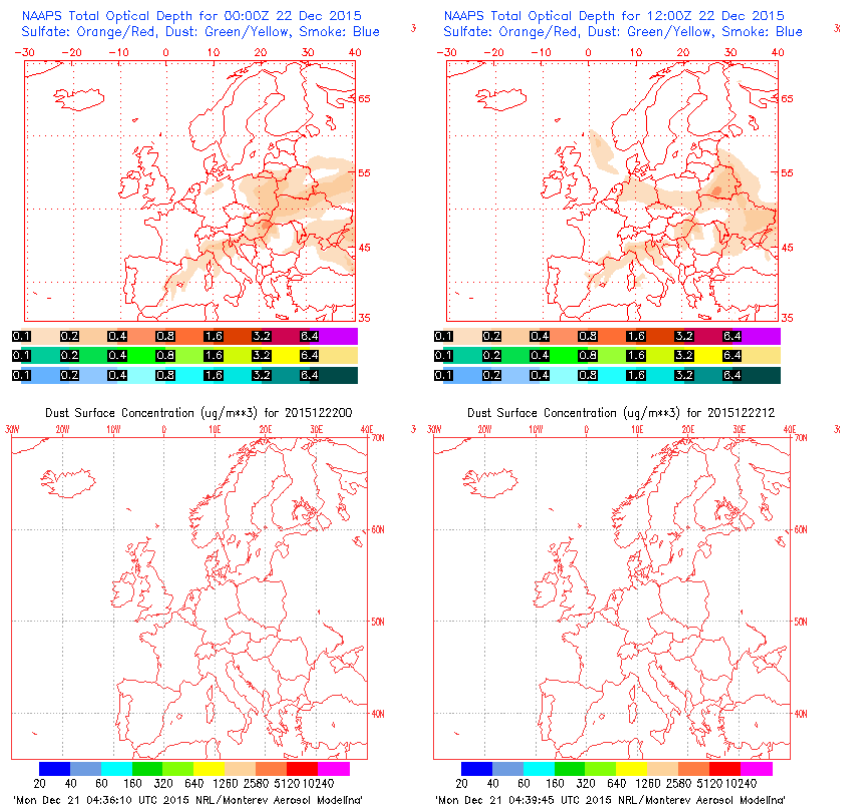 NAAPS Total Optical Depth for 00:00Z 22 Dec 2015
Sulfate: Orange/Red, Dust: Green/Yellow, Smoke: Blue
-30 -20 -10 0 10 20 30 40
65
55
45
35
0.1 0.2 0.4 0.8 1.6 3.2 6.4
0.1 0.2 0.4 0.8 1.6 3.2 6.4
0.1 0.2 0.4 0.8 1.6 3.2 6.4
NAAPS Total Optical Depth for 12:00Z 22 Dec 2015
Sulfate: Orange/Red, Dust: Green/Yellow, Smoke: Blue
3
-30 -20 -10 0 10 20 30 40
65
55
45
35
0.1 0.2 0.4 0.8 1.6 3.2 6.4
0.1 0.2 0.4 0.8 1.6 3.2 6.4
0.1 0.2 0.4 0.8 1.6 3.2 6.4
Dust Surface Concentration (ug/m**3) for 2015122200
30W 20W 10W 0 10E 20E 30E 40E
70N
60N
50N
40N
20 40 60 160 320 640 1260 2580 5120 10240
'Mon Dec 21 04:36:10 UTC 2015 NRL/Monterey Aerosol Modeling'
Dust Surface Concentration (ug/m**3) for 2015122212
3
30W 20W 10W 0 10E 20E 30E 40E
70N
60N
50N
40N
20 40 60 160 320 640 1260 2580 5120 10240
'Mon Dec 21 04:39:45 UTC 2015 NRL/Monterey Aerosol Modeling'